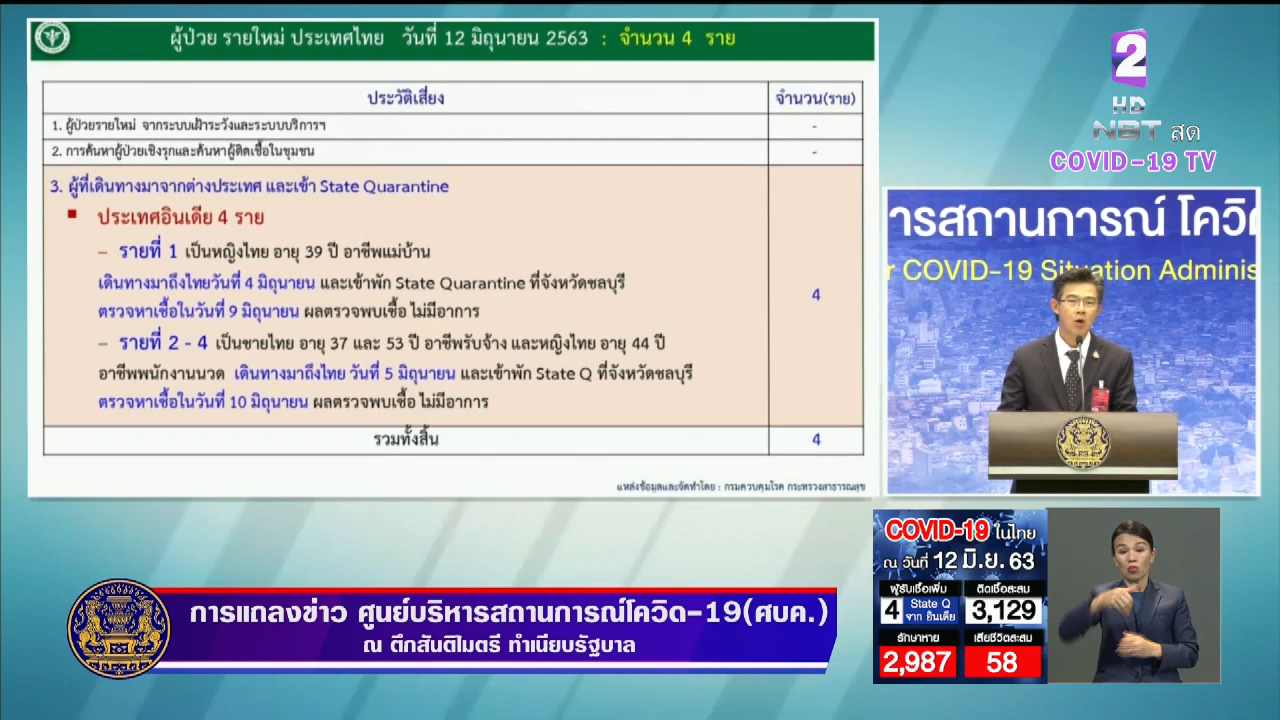 ผู้ป่วย รายใหม่ ประเทศไทย วันที่ 12 มิถุนายน 2563 : จำนวน 4 ราย
ประวัติเสี่ยง จำนวน(ราย)
1. ผู้ป่วยรายใหม่ จากระบบเฝ้าระวังและระบบบริการฯ -
2. การค้นหาผู้ป่วยเชิงรุกและค้นหาผู้ติดเชื้อในชุมชน -
3. ผู้ที่เดินทางมาจากต่างประเทศ และเข้า State Quarantine
ประเทศอินเดีย 4 ราย
– รายที่ 1 เป็นหญิงไทย อายุ 39 ปี อาชีพแม่บ้าน
เดินทางมาถึงไทยวันที่ 4 มิถุนายน และเข้าพัก State Quarantine ที่จังหวัดชลบุรี
4
ตรวจหาเชื้อในวันที่ 9 มิถุนายน ผลตรวจพบเชื้อ ไม่มีอาการ
– รายที่ 2 - 4 เป็นชายไทย อายุ 37 และ 53 ปี อาชีพรับจ้าง และหญิงไทย อายุ 44 ปี
อาชีพพนักงานนวด เดินทางมาถึงไทย วันที่ 5 มิถุนายน และเข้าพัก State Q ที่จังหวัดชลบุรี
ตรวจหาเชื้อในวันที่ 10 มิถุนายน ผลตรวจพบเชื้อ ไม่มีอาการ
รวมทั้งสิ้น 4
แหล่งข้อมูลและจัดทำโดย : กรมควบคุมโรค กระทรวงสาธารณสุข
2
HD
NBT สด
COVID-19 TV
ารสถานการณ์ โควิ
r COVID-19 Situation Adminis
COVID-19 ในไทย
ณ วันที่ 12 มิ.ย. 63
ผู้รับเชื้อเพิ่ม ติดเชื้อสะสม
4 State Q จาก อินเดีย 3,129
รักษาหาย เสียชีวิตสะสม
2,987 58
การแถลงข่าว ศูนย์บริหารสถานการณ์โควิด-19(ศบค.)
ณ ตึกสันติไมตรี ทำเนียบรัฐบาล